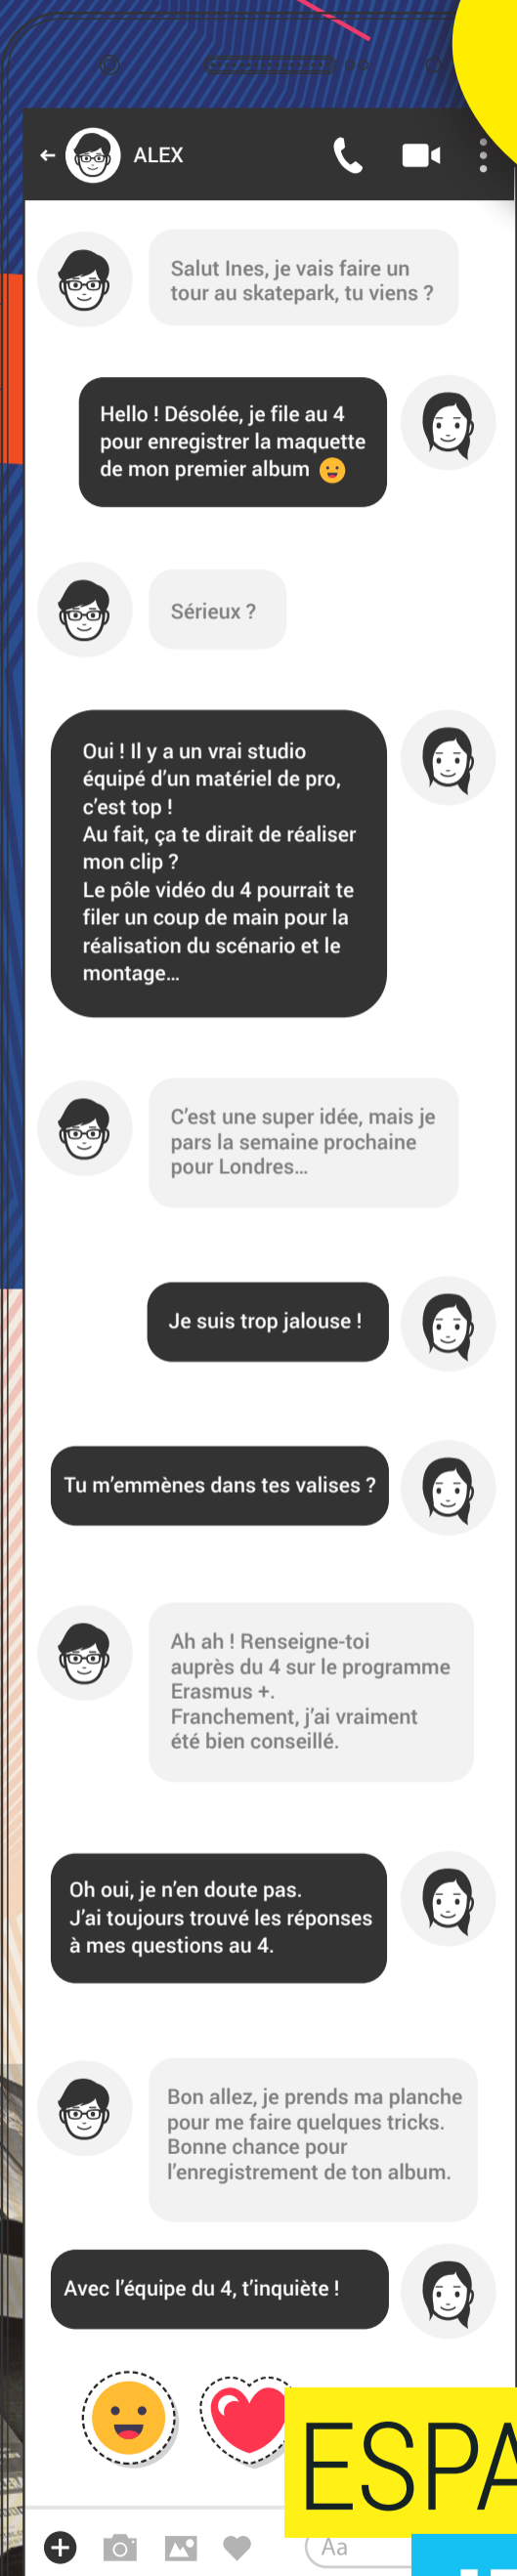 ALEX
Salut Ines, je vais faire un
tour au skatepark, tu viens ?
Hello ! Désolée, je file au 4
pour enregistrer la maquette
de mon premier album
Sérieux ?
Oui ! Il y a un vrai studio
équipé d’un matériel de pro,
c’est top !
Au fait, ça te dirait de réaliser
mon clip ?
Le pôle vidéo du 4 pourrait te
filer un coup de main pour la
réalisation du scénario et le
montage…
C’est une super idée, mais je
pars la semaine prochaine
pour Londres…
Je suis trop jalouse !
Tu m’emmènes dans tes valises ?
Ah ah ! Renseigne-toi
auprès du 4 sur le programme
Erasmus +.
Franchement, j’ai vraiment
été bien conseillé.
Oh oui, je n’en doute pas.
J’ai toujours trouvé les réponses
à mes questions au 4.
Bon allez, je prends ma planche
pour me faire quelques tricks.
Bonne chance pour
l’enregistrement de ton album.
Avec l’équipe du 4, t’inquiète !
ESPA
Aa